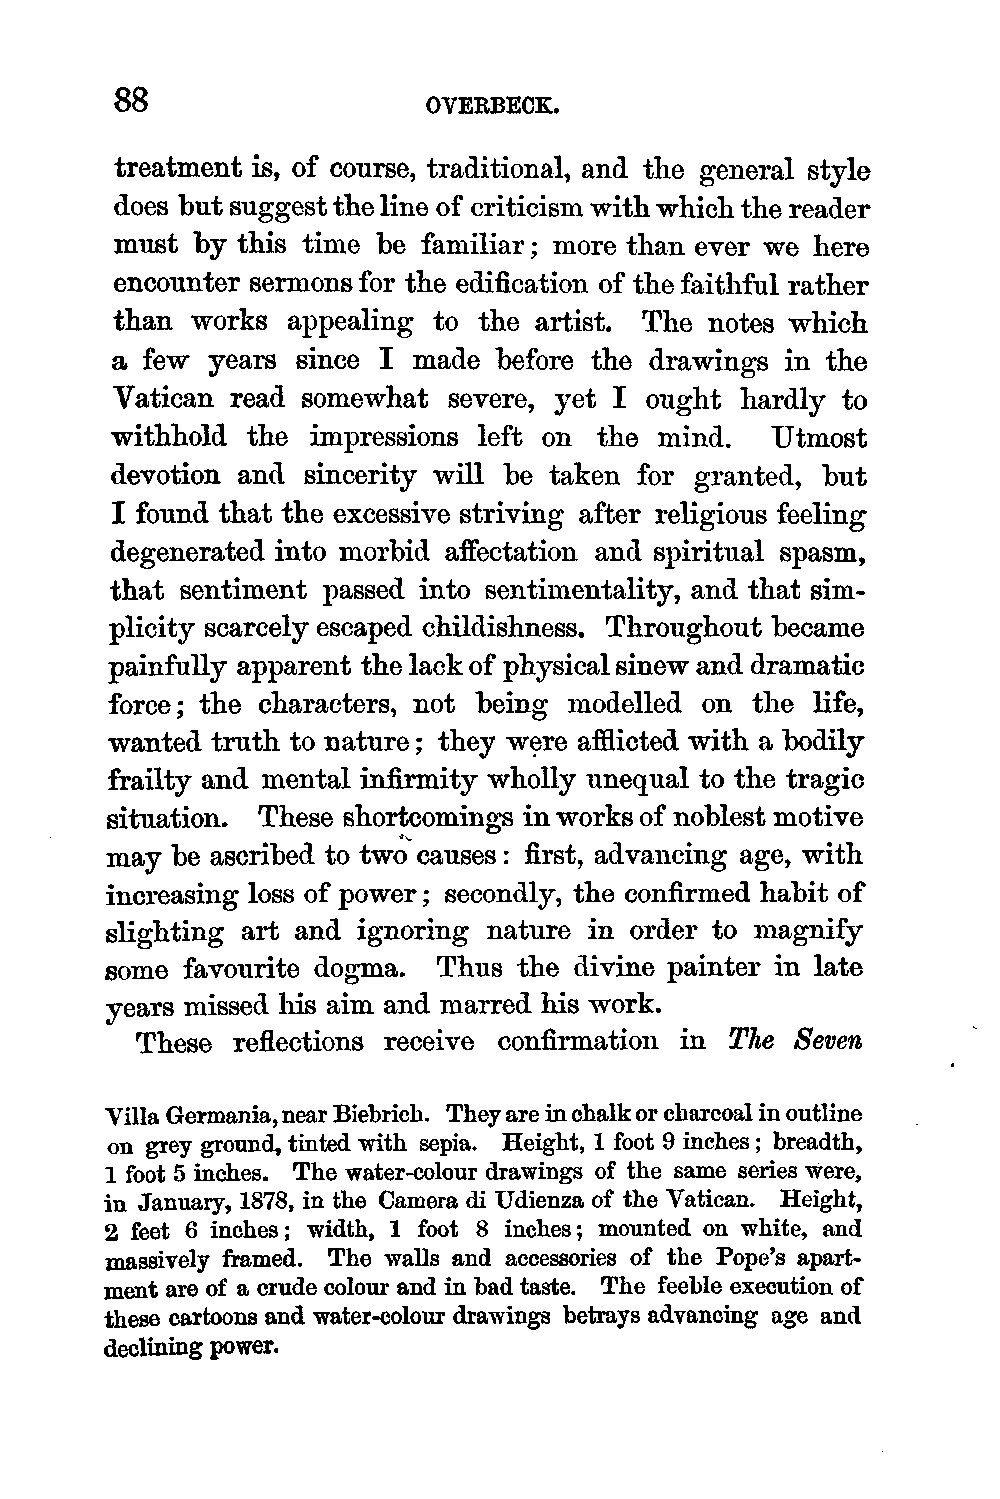 88
OVERBECK.
treatment is, of course, traditional, and the general style
does but suggest the line of criticism with which the reader
must by this time be familiar; more than ever we here
encounter sermons for the edification of the faithful rather
than works appealing to the artist. The notes which
a few years since I made before the drawings in the
Vatican read somewhat severe, yet I ought hardly to
withhold the impressions left on the mind. Utmost
devotion and sincerity will be taken for granted, but
I found that the excessive striving after religious feeling
degenerated into morbid affectation and spiritual spasm,
that sentiment passed into sentimentality, and that sim-
plicity scarcely escaped childishness. Throughout became
painfully apparent the lack of physical sinew and dramatic
force; the characters, not being modelled on the life,
wanted truth to nature; they were afflicted with a bodily
frailty and mental infirmity wholly unequal to the tragic
situation. These shortcomings in works of noblest motive
may be ascribed to two causes: first, advancing age, with
increasing loss of power; secondly, the confirmed habit of
slighting art and ignoring nature in order to magnify
some favourite dogma. Thus the divine painter in late
years missed his aim and marred his work.
These reflections receive confirmation in The Seven
Villa Germania, near Biebrich. They are in chalk or charcoal in outline
on grey ground, tinted with sepia. Height, 1 foot 9 inches; breadth,
1 foot 5 inches. The water-colour drawings of the same series were,
in January, 1878, in the Camera di Udienza of the Vatican. Height,
2 feet 6 inches; width, 1 foot 8 inches; mounted on white, and
massively framed. The walls and accessories of the Pope's apart-
ment are of a crude colour and in bad taste. The feeble execution of
these cartoons and water-colour drawings betrays advancing age and
declining power.